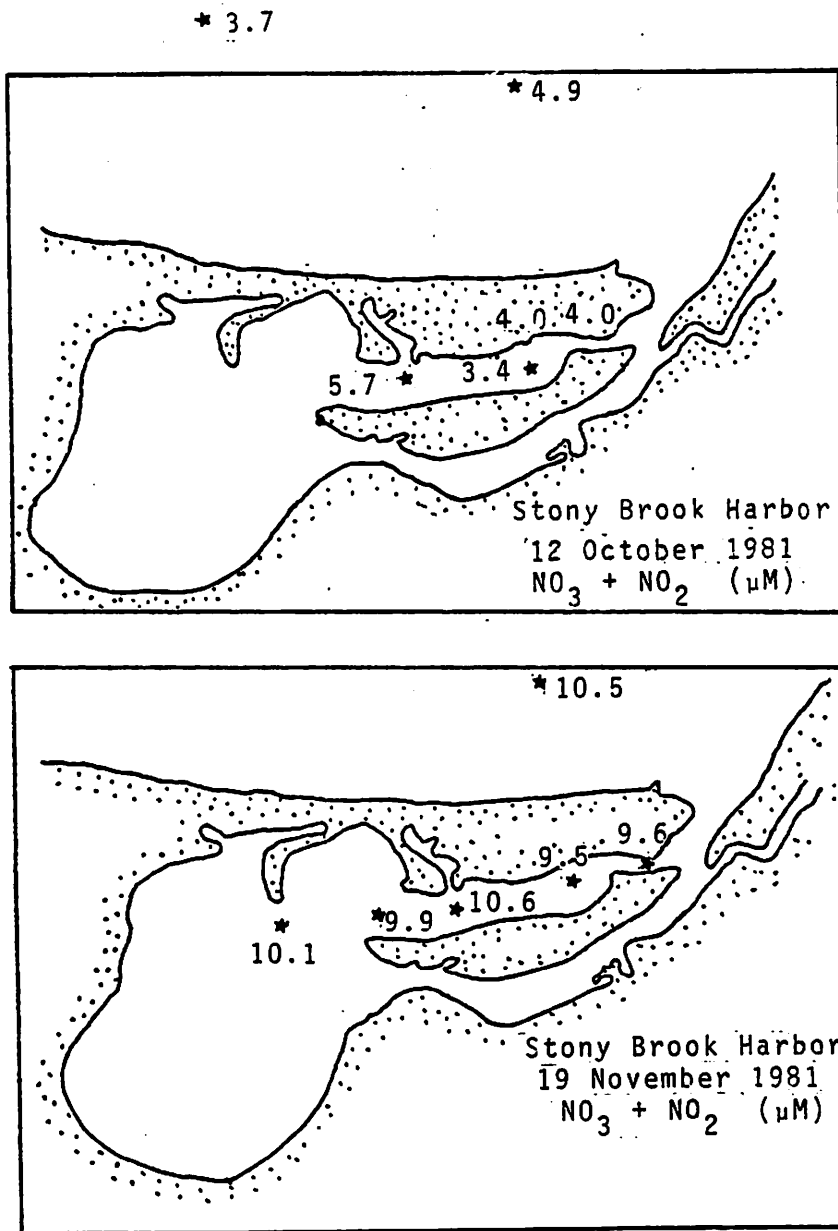 * 3.7
* 4.9
4.0 4.0
5.7 * 3.4 *
Stony Brook Harbor
12 October 1981
NO₃ + NO₂ (µM)
* 10.5
9.5 9.6
* 10.1
* 9.9
* 10.6
Stony Brook Harbor
19 November 1981
NO₃ + NO₂ (µM)